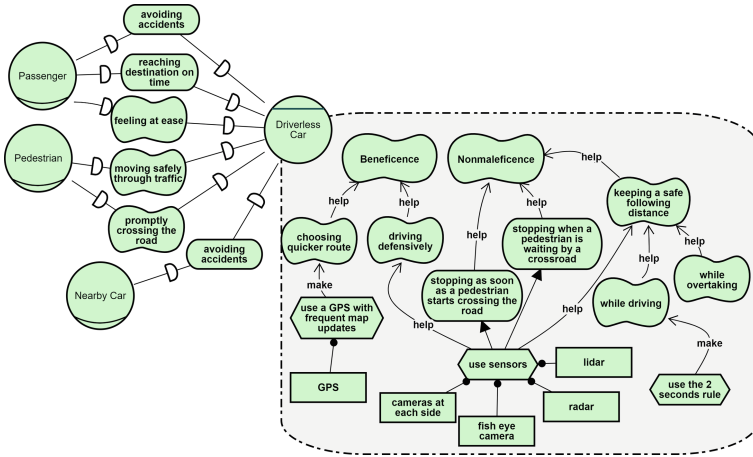 avoiding
accidents
Passenger
reaching
destination on
time
feeling at ease
Driverless
Car
Pedestrian
moving safely
through traffic
promptly
crossing the
road
avoiding
accidents
Nearby Car
Beneficence
Nonmaleficence
help
keeping a safe
following
distance
help
help
help
choosing
quicker route
driving
defensively
help
stopping when a
pedestrian is
waiting by a
crossroad
help
help
while
overtaking
make
stopping as soon
as a pedestrian
starts crossing the
road
while driving
use a GPS with
frequent map
updates
help
help
make
use sensors
lidar
GPS
use the 2
seconds rule
cameras at
each side
radar
fish eye
camera